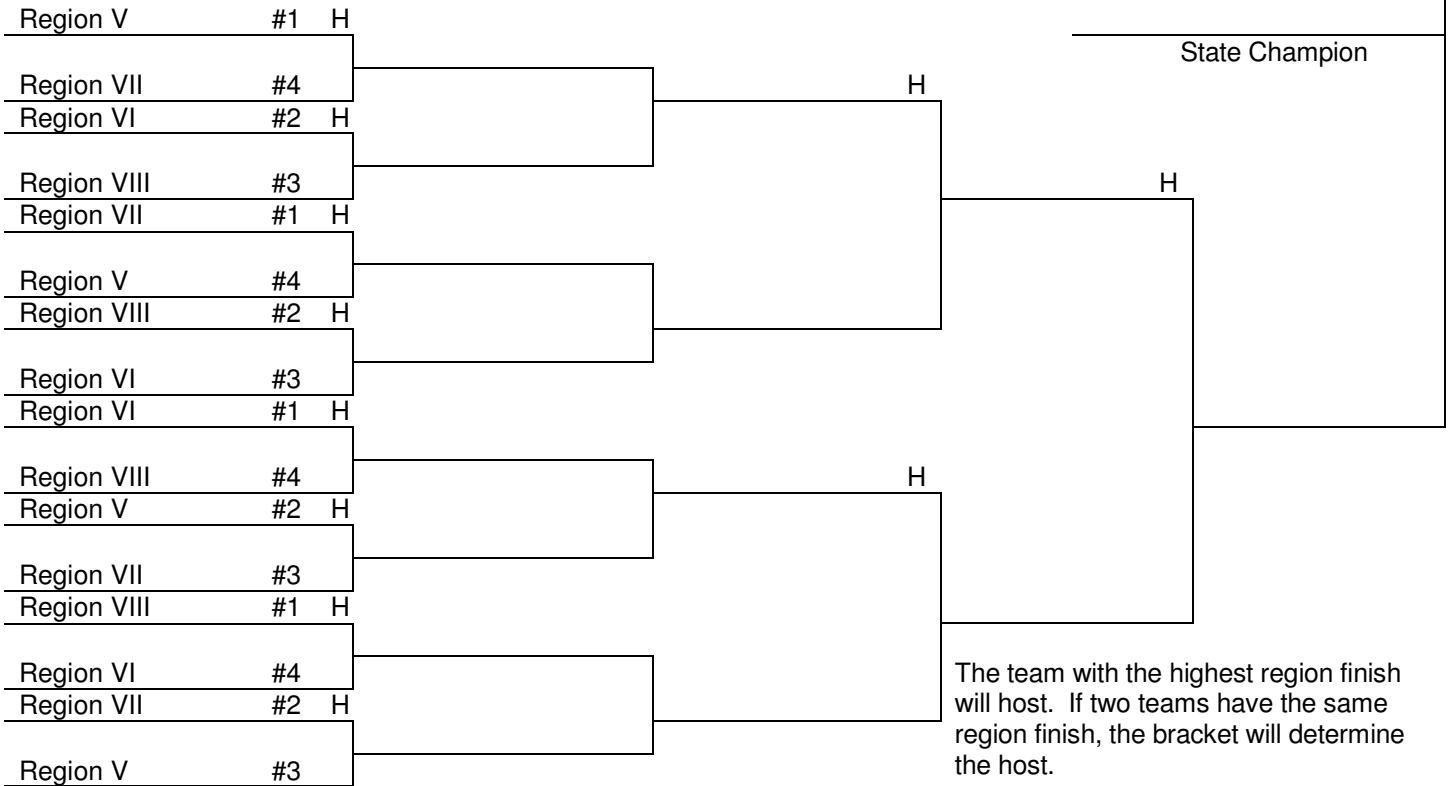 Region V #1 H
State Champion
Region VII #4 H
Region VI #2 H
Region VIII #3 H
Region VII #1 H
Region V #4
Region VIII #2 H
Region VI #3
Region VI #1 H
Region VIII #4 H
Region V #2 H
Region VII #3
Region VIII #1 H
Region VI #4
Region VII #2 H
Region V #3
The team with the highest region finish
will host. If two teams have the same
region finish, the bracket will determine
the host.